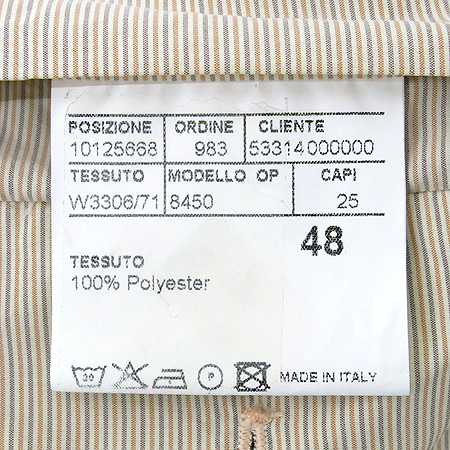 POSIZIONE ORDINE CLIENTE
10125668 983 53314000000
TESSUTO MODELLO OP CAPI
W3306/71 8450 25
48
TESSUTO
100% Polyester
30 P MADE IN ITALY